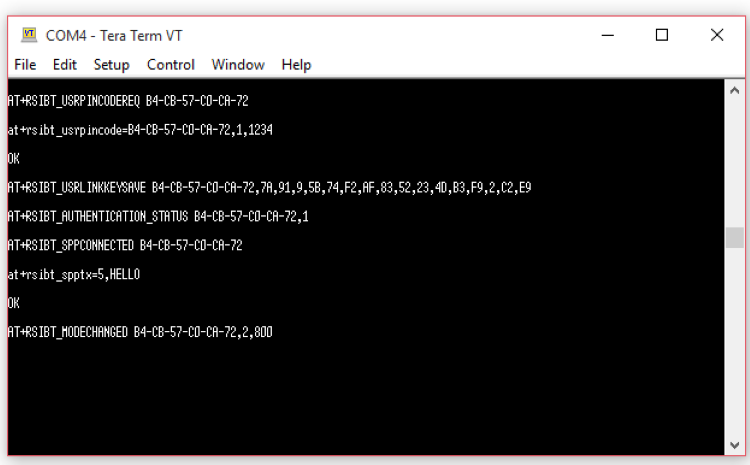 COM4 - Tera Term VT
File Edit Setup Control Window Help
AT+RSIBT_USRPINCODEREQ B4-CB-57-C0-CA-72
at+rsibt_usrpincode=B4-CB-57-C0-CA-72,1,1234
OK
AT+RSIBT_USRLINKKEYSAVE B4-CB-57-C0-CA-72,7A,91,9,5B,74,F2,AF,83,52,23,4D,B3,F9,2,C2,E9
AT+RSIBT_AUTHENTICATION_STATUS B4-CB-57-C0-CA-72,1
AT+RSIBT_SPPCONNECTED B4-CB-57-C0-CA-72
at+rsibt_spptx=5,HELLO
OK
AT+RSIBT_MODECHANGED B4-CB-57-C0-CA-72,2,800